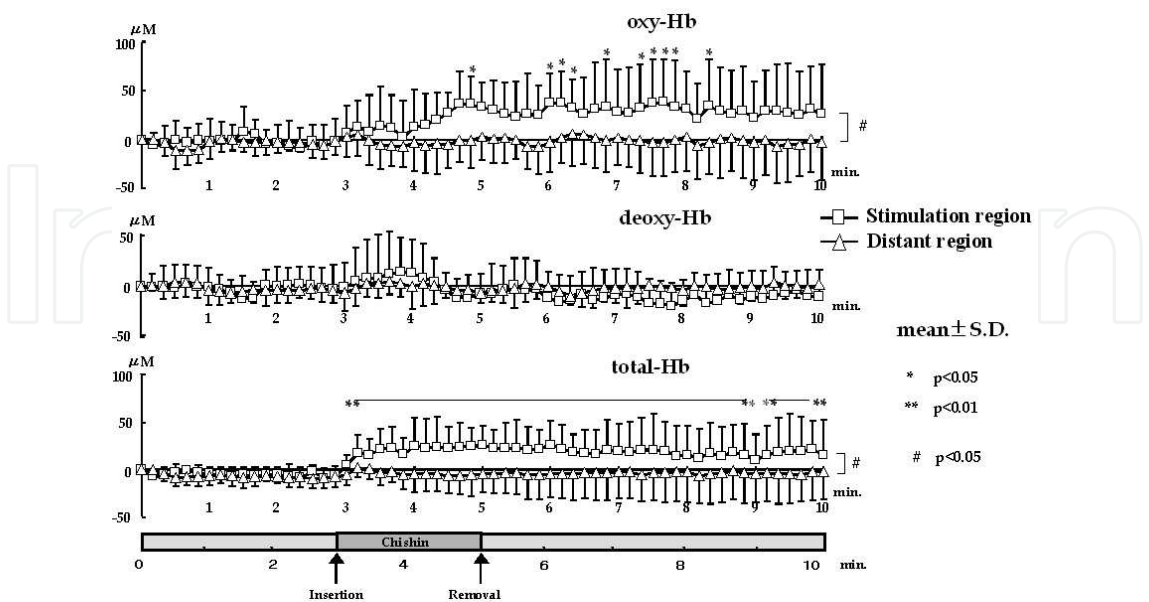 oxy-Hb
μM
100
50
0
-50
* * * * * * * * * *
#
1 2 3 4 5 6 7 8 9 10 min.
deoxy-Hb
μM
50
0
-50
1 2 3 4 5 6 7 8 9 10 min.
Stimulation region
Distant region
mean±S.D.
* p<0.05
** p<0.01
# p<0.05
total-Hb
μM
100
50
0
-50
** ** ** **
#
1 2 3 4 5 6 7 8 9 10 min.
Chishin
0 2 4 6 8 10 min.
Insertion Removal